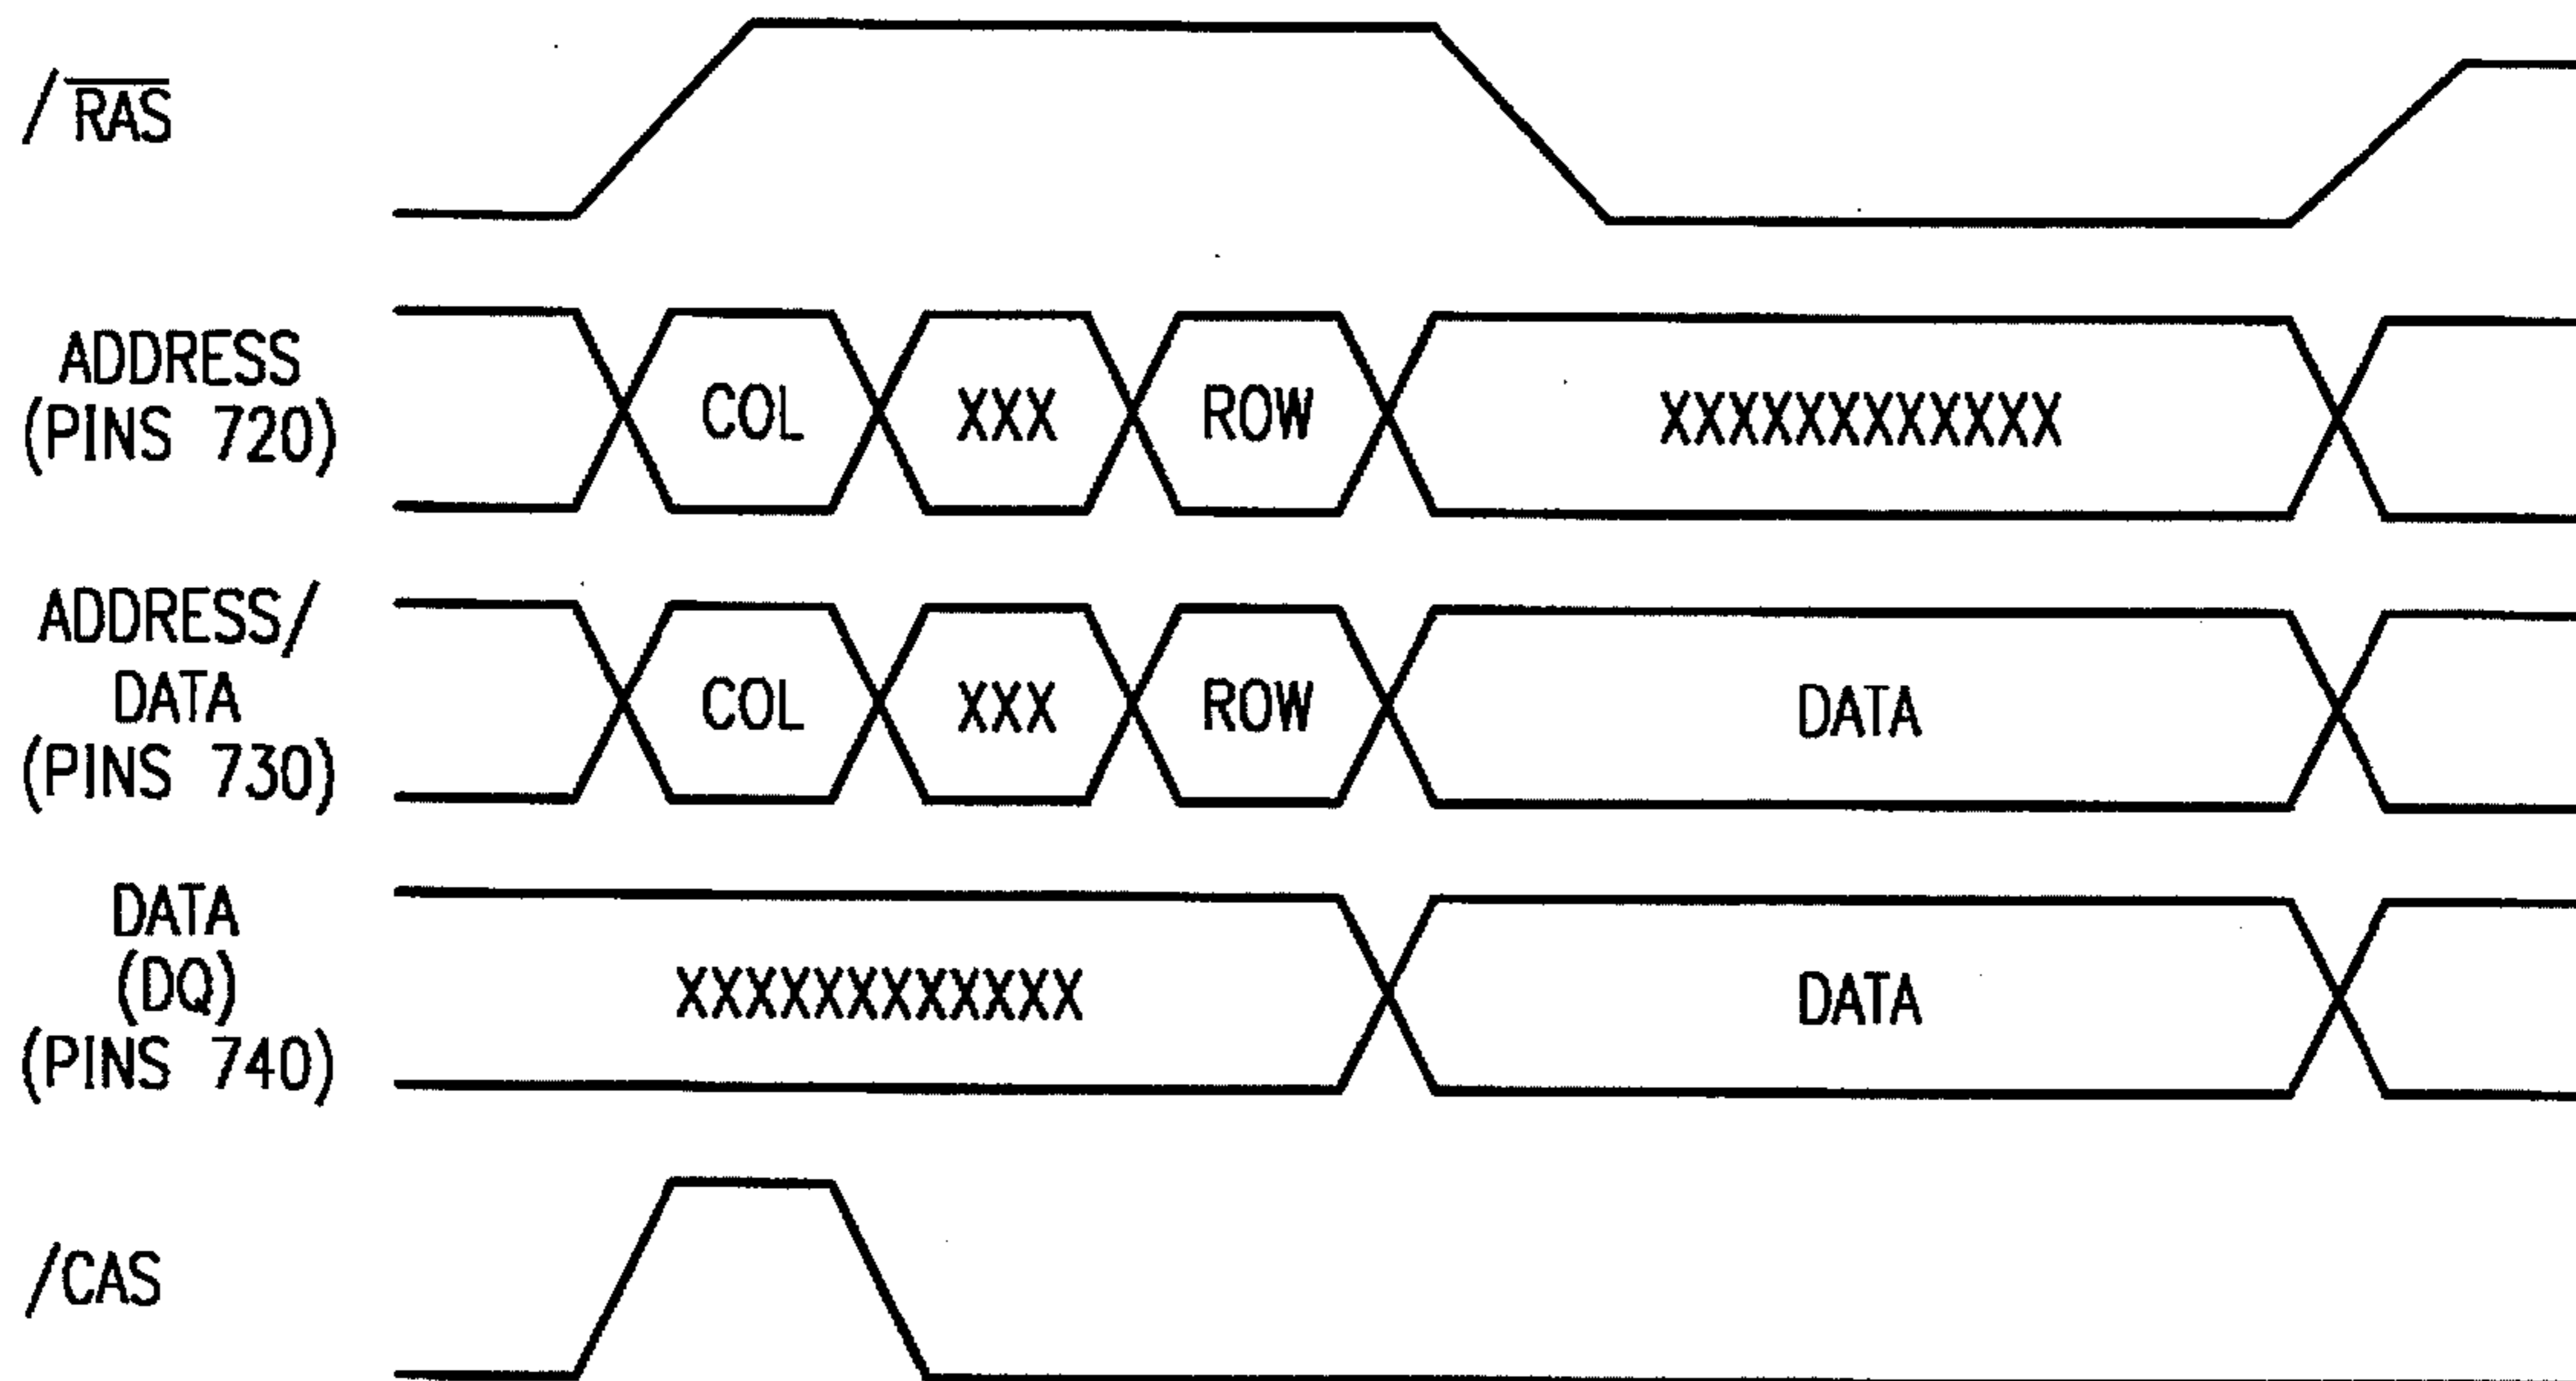 /RAS
ADDRESS
(PINS 720)
COL XXX ROW XXXXXXXXXXXX
ADDRESS/
DATA
(PINS 730)
COL XXX ROW DATA
DATA
(DQ)
(PINS 740)
XXXXXXXXXXXX DATA
/CAS